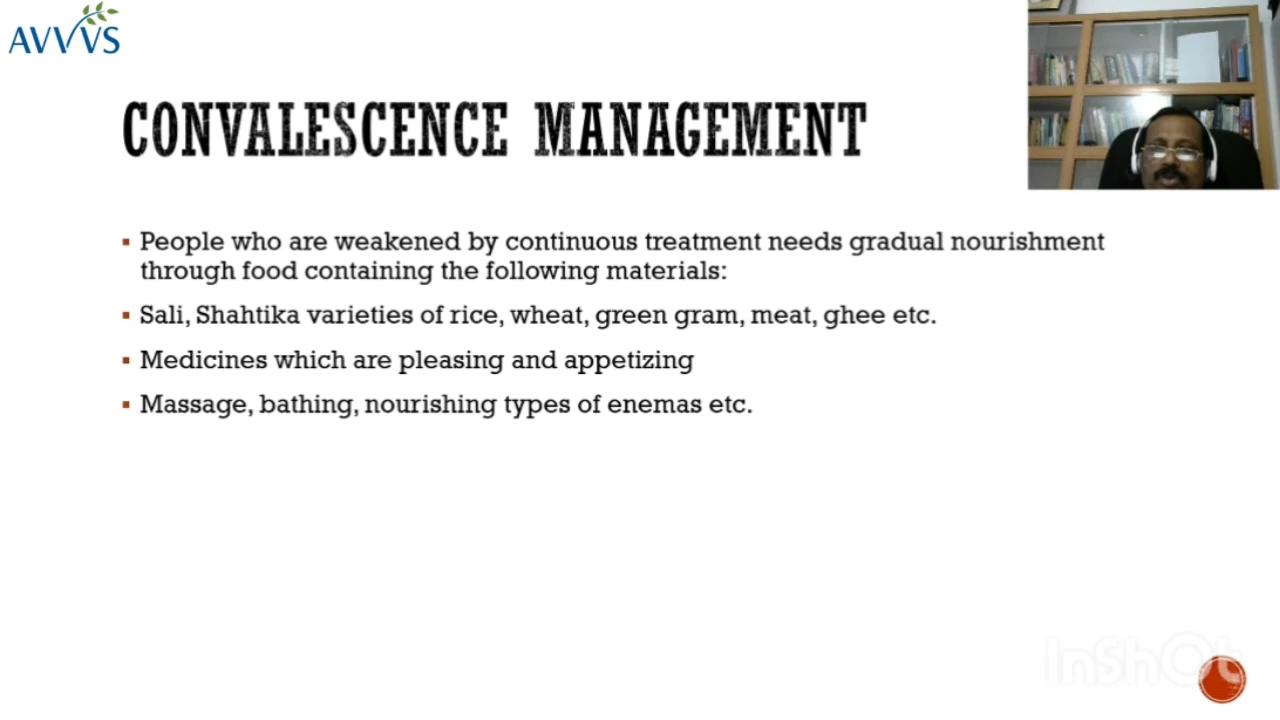 AVVVS
CONVALESCENCE MANAGEMENT
▪ People who are weakened by continuous treatment needs gradual nourishment
through food containing the following materials:
▪ Sali, Shahtika varieties of rice, wheat, green gram, meat, ghee etc.
▪ Medicines which are pleasing and appetizing
▪ Massage, bathing, nourishing types of enemas etc.
InShOt